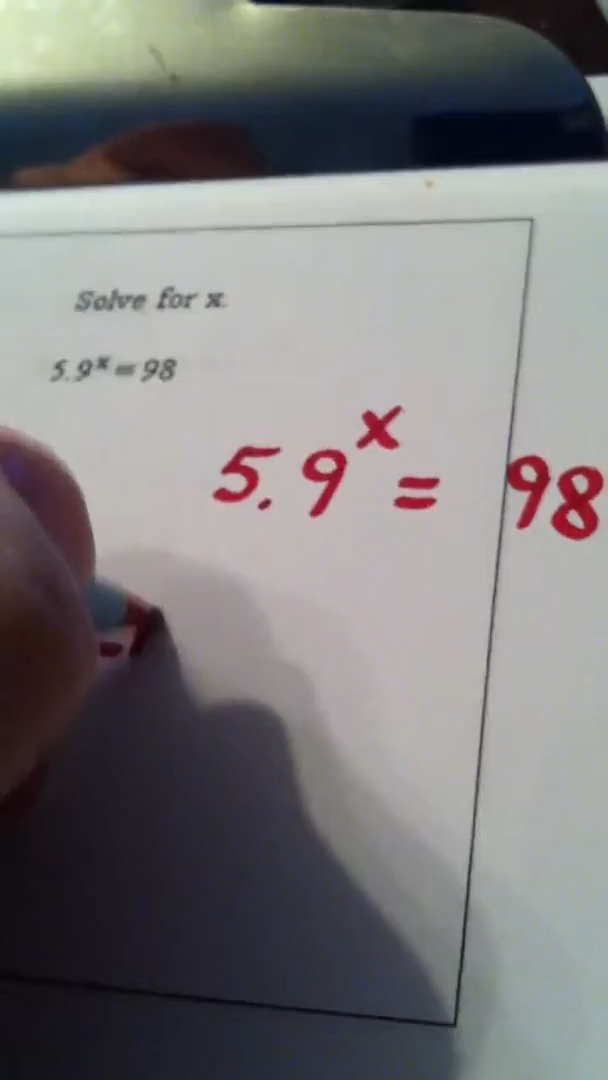 Solve for x.
5.9ˣ = 98
5.9ˣ = 98